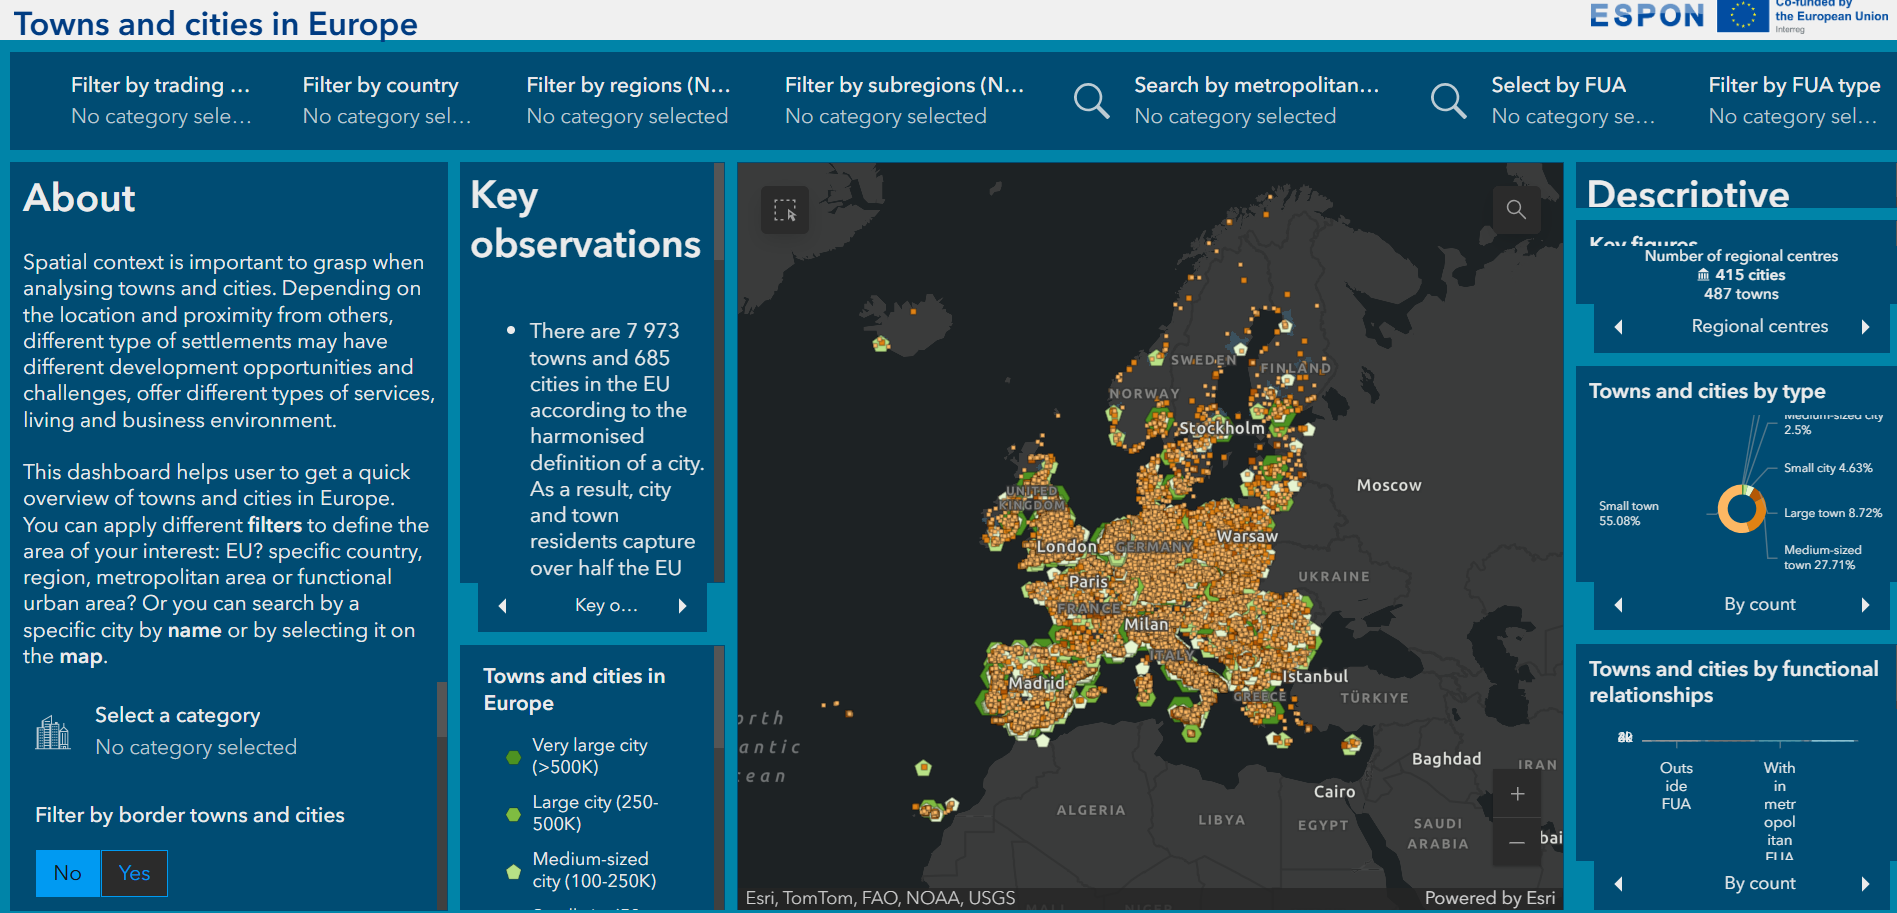 Towns and cities in Europe
ESPON
Co-funded by
the European Union
Interreg
Filter by trading ...
No category sele...
Filter by country
No category sel...
Filter by regions (N...
No category selected
Filter by subregions (N...
No category selected
Search by metropolitan...
No category selected
Select by FUA
No category se...
Filter by FUA type
No category sel...
About
Spatial context is important to grasp when
analysing towns and cities. Depending on
the location and proximity from others,
different type of settlements may have
different development opportunities and
challenges, offer different types of services,
living and business environment.
This dashboard helps user to get a quick
overview of towns and cities in Europe.
You can apply different filters to define the
area of your interest: EU? specific country,
region, metropolitan area or functional
urban area? Or you can search by a
specific city by name or by selecting it on
the map.
Select a category
No category selected
Filter by border towns and cities
No
Yes
Key
observations
• There are 7 973
towns and 685
cities in the EU
according to the
harmonised
definition of a city.
As a result, city
and town
residents capture
over half the EU
Key o...
Towns and cities in
Europe
Very large city
(>500K)
Large city (250-
500K)
Medium-sized
city (100-250K)
SWEDEN
FINLAND
NORWAY
Stockholm
Moscow
UNITED
KINGDOM
London
GERMANY
Warsaw
Paris
UKRAINE
FRANCE
Milan
ITALY
Madrid
Istanbul
GREECE
TÜRKIYE
orth
antic
ean
Baghdad
IRAN
Cairo
ALGERIA
LIBYA
EGYPT
SAUDI
ARABIA
bai
MALI
NIGER
Esri, TomTom, FAO, NOAA, USGS
Powered by Esri
Descriptive
Key figures
Number of regional centres
415 cities
487 towns
Regional centres
Towns and cities by type
Medium-sized city
2.5%
Small city 4.63%
Small town
55.08%
Large town 8.72%
Medium-sized
town 27.71%
By count
Towns and cities by functional
relationships
Outs
ide
FUA
With
in
metr
opol
itan
FUA
By count